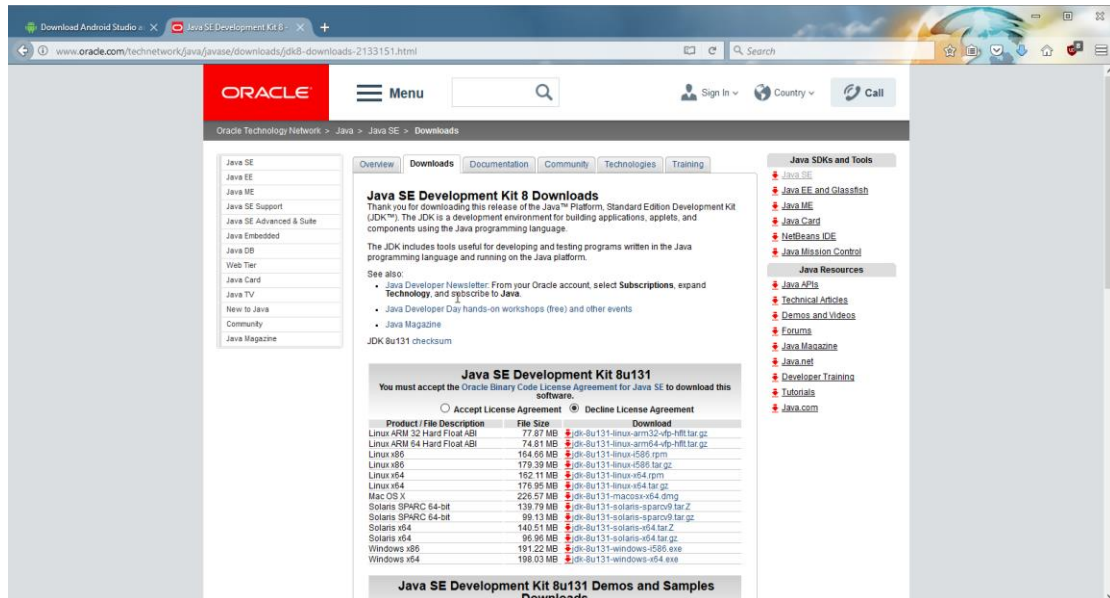 Download Android Studio a
Java SE Development Kit 8 -
www.oracle.com/technetwork/java/javase/downloads/jdk8-downloads-2133151.html
Search
ORACLE
Menu
Sign In
Country
Call
Oracle Technology Network > Java > Java SE > Downloads
Java SE
Java EE
Java ME
Java SE Support
Java SE Advanced & Suite
Java Embedded
Java DB
Web Tier
Java Card
Java TV
New to Java
Community
Java Magazine
Overview Downloads Documentation Community Technologies Training
Java SE Development Kit 8 Downloads
Thank you for downloading this release of the Java™ Platform, Standard Edition Development Kit
(JDK™). The JDK is a development environment for building applications, applets, and
components using the Java programming language.
The JDK includes tools useful for developing and testing programs written in the Java
programming language and running on the Java platform.
See also:
• Java Developer Newsletter: From your Oracle account, select Subscriptions, expand
Technology, and subscribe to Java.
• Java Developer Day hands-on workshops (free) and other events
• Java Magazine
JDK 8u131 checksum
Java SE Development Kit 8u131
You must accept the Oracle Binary Code License Agreement for Java SE to download this
software.
Accept License Agreement Decline License Agreement
Product / File Description File Size Download
Linux ARM 32 Hard Float ABI 77.87 MB jdk-8u131-linux-arm32-vfp-hflt.tar.gz
Linux ARM 64 Hard Float ABI 74.81 MB jdk-8u131-linux-arm64-vfp-hflt.tar.gz
Linux x86 164.66 MB jdk-8u131-linux-i586.rpm
Linux x86 179.39 MB jdk-8u131-linux-i586.tar.gz
Linux x64 162.11 MB jdk-8u131-linux-x64.rpm
Linux x64 176.95 MB jdk-8u131-linux-x64.tar.gz
Mac OS X 226.57 MB jdk-8u131-macosx-x64.dmg
Solaris SPARC 64-bit 139.79 MB jdk-8u131-solaris-sparcv9.tar.Z
Solaris SPARC 64-bit 99.13 MB jdk-8u131-solaris-sparcv9.tar.gz
Solaris x64 140.51 MB jdk-8u131-solaris-x64.tar.Z
Solaris x64 96.96 MB jdk-8u131-solaris-x64.tar.gz
Windows x86 191.22 MB jdk-8u131-windows-i586.exe
Windows x64 198.03 MB jdk-8u131-windows-x64.exe
Java SE Development Kit 8u131 Demos and Samples
Downloads
Java SDKs and Tools
Java SE
Java EE and Glassfish
Java ME
Java Card
NetBeans IDE
Java Mission Control
Java Resources
Java APIs
Technical Articles
Demos and Videos
Forums
Java Magazine
Java.net
Developer Training
Tutorials
Java.com